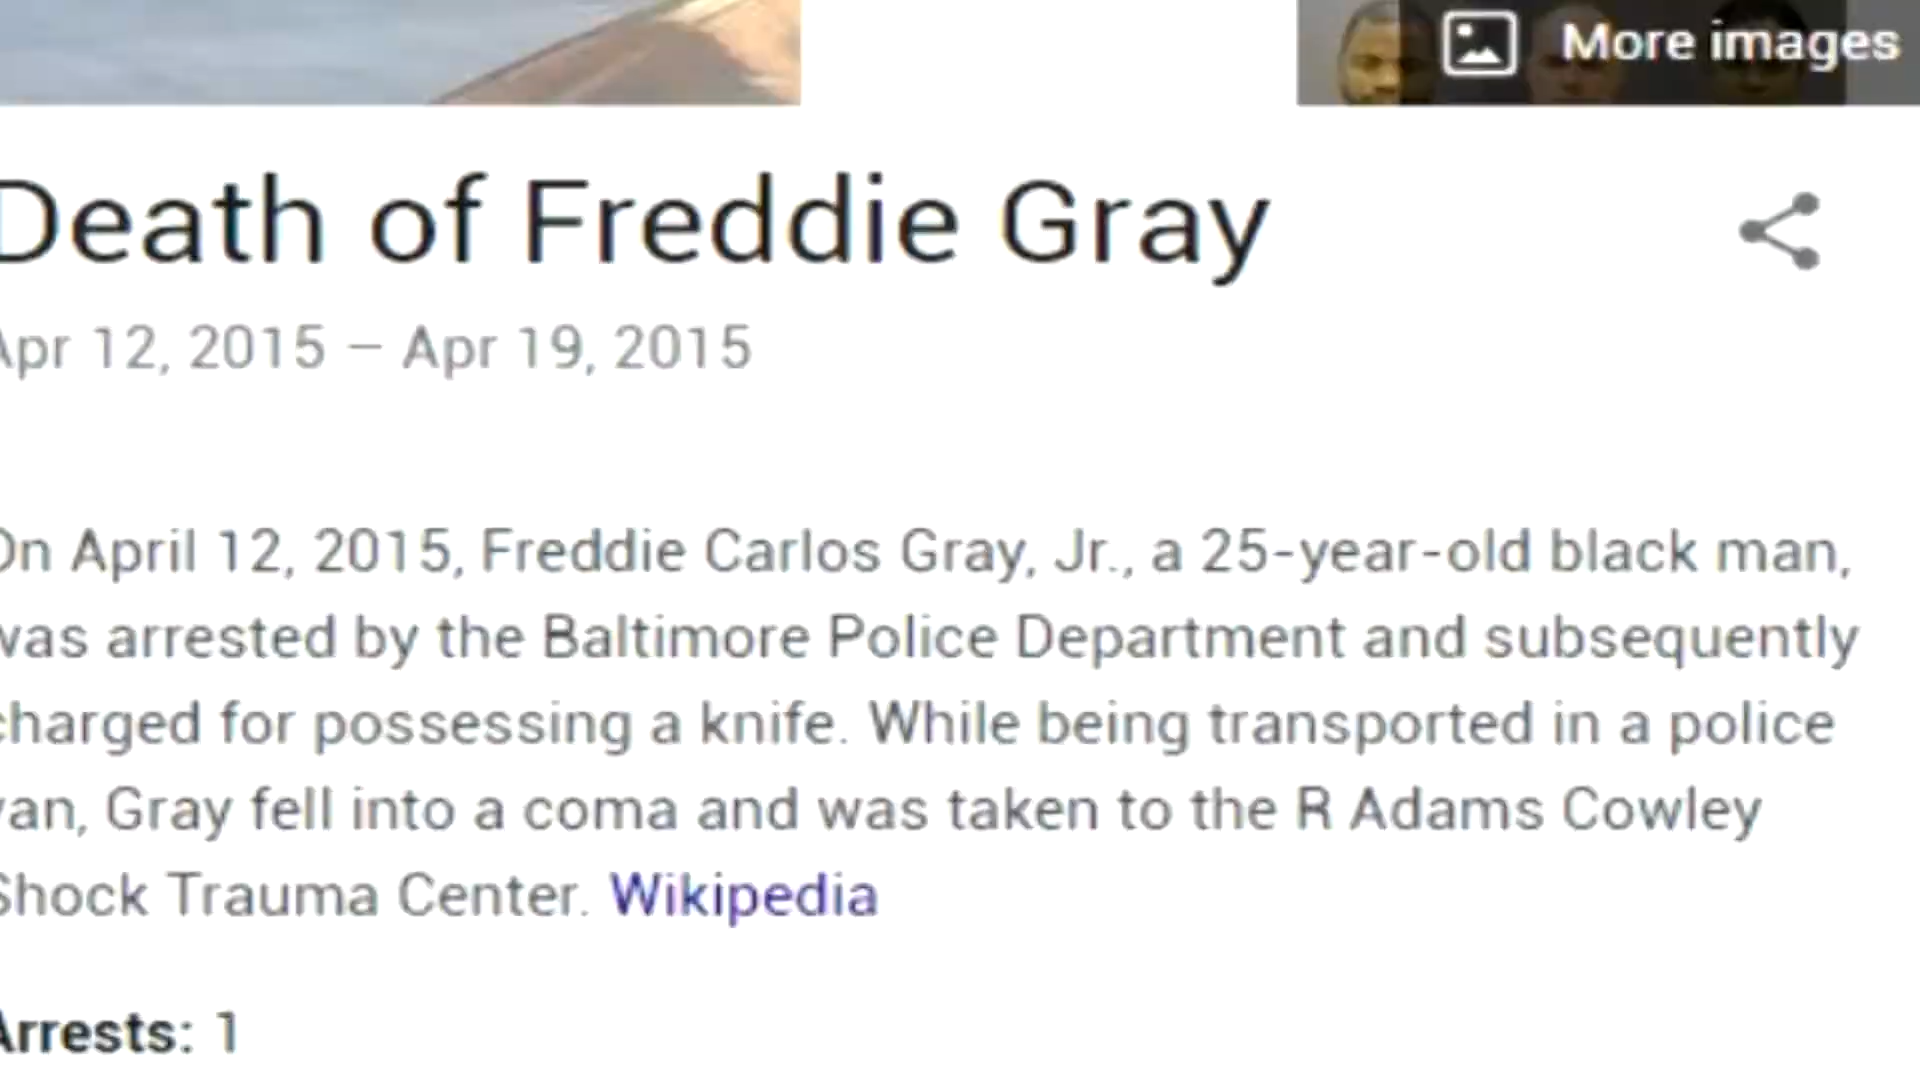 More images
Death of Freddie Gray
Apr 12, 2015 – Apr 19, 2015
On April 12, 2015, Freddie Carlos Gray, Jr., a 25-year-old black man,
was arrested by the Baltimore Police Department and subsequently
charged for possessing a knife. While being transported in a police
van, Gray fell into a coma and was taken to the R Adams Cowley
Shock Trauma Center. Wikipedia
Arrests: 1